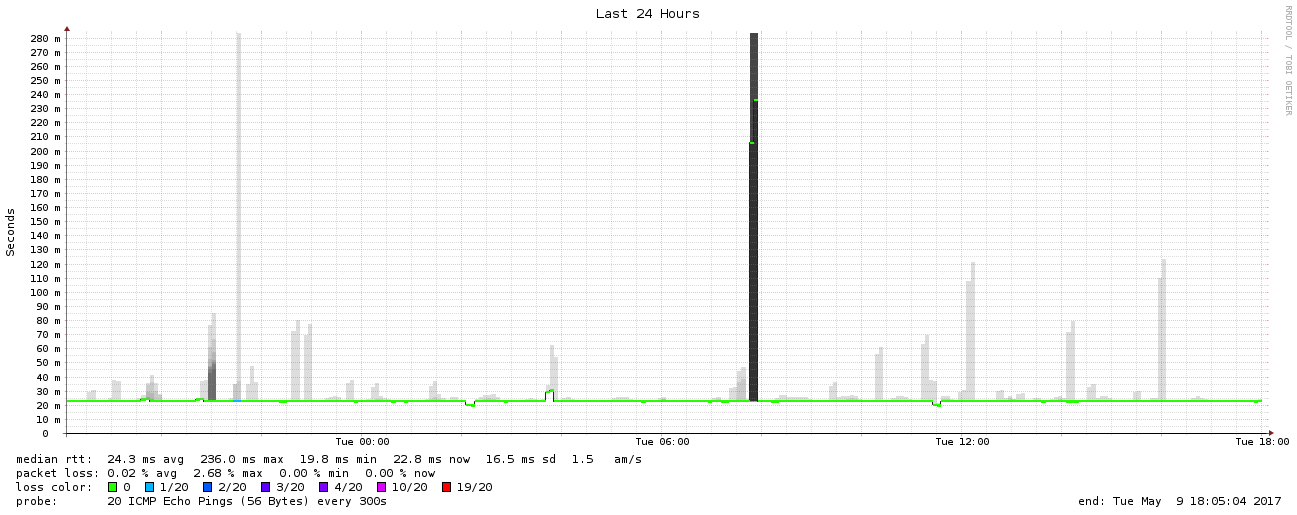 Last 24 Hours
RRDTOOL / TOBI OETIKER
Seconds
280 m
270 m
260 m
250 m
240 m
230 m
220 m
210 m
200 m
190 m
180 m
170 m
160 m
150 m
140 m
130 m
120 m
110 m
100 m
90 m
80 m
70 m
60 m
50 m
40 m
30 m
20 m
10 m
0
Tue 00:00 Tue 06:00 Tue 12:00 Tue 18:00
median rtt: 24.3 ms avg 236.0 ms max 19.8 ms min 22.8 ms now 16.5 ms sd 1.5 am/s
packet loss: 0.02 % avg 2.68 % max 0.00 % min 0.00 % now
loss color: 0 1/20 2/20 3/20 4/20 10/20 19/20
probe: 20 ICMP Echo Pings (56 Bytes) every 300s end: Tue May 9 18:05:04 2017